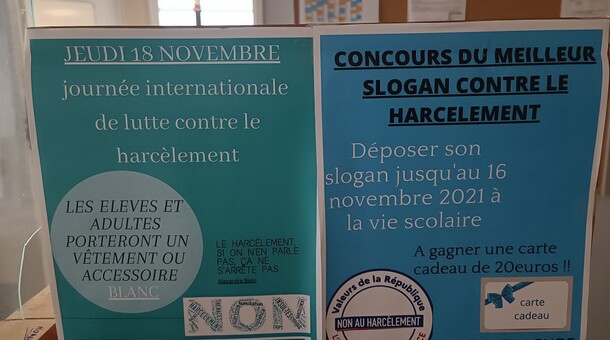 JEUDI 18 NOVEMBRE
journée internationale
de lutte contre le
harcèlement
LES ELEVES ET
ADULTES
PORTERONT UN
VÊTEMENT OU
ACCESSOIRE
BLANC
LE HARCÈLEMENT,
SI ON N'EN PARLE
PAS, ÇA NE
S'ARRÊTE PAS
NON
CONCOURS DU MEILLEUR
SLOGAN CONTRE LE
HARCELEMENT
Déposer son
slogan jusqu'au 16
novembre 2021 à
la vie scolaire
A gagner une carte
cadeau de 20euros !!
Valeurs de la République
NON AU HARCÈLEMENT
carte
cadeau